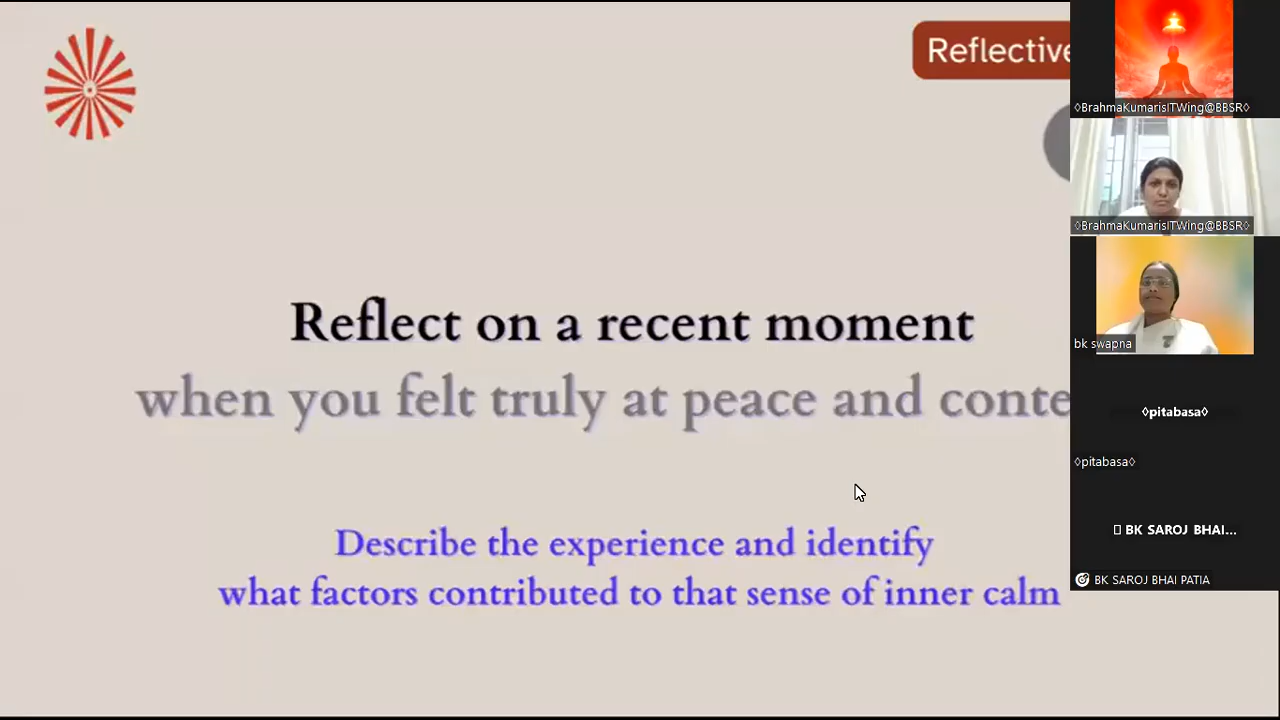 Reflective
Reflect on a recent moment
when you felt truly at peace and conte
Describe the experience and identify
what factors contributed to that sense of inner calm
◊BrahmaKumarisITWing@BBSR◊
◊BrahmaKumarisITWing@BBSR◊
bk swapna
◊pitabasa◊
◊pitabasa◊
BK SAROJ BHAI...
BK SAROJ BHAI PATIA